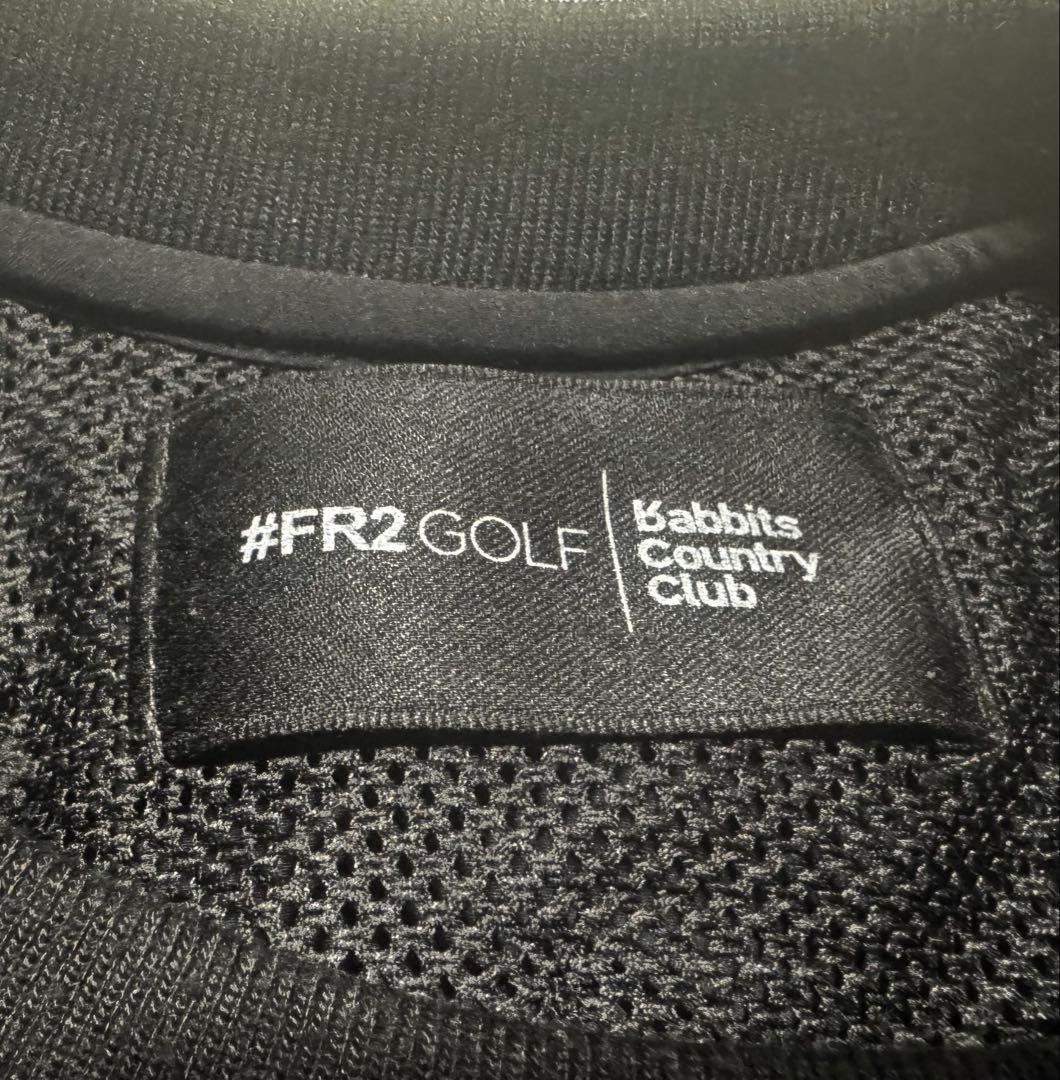 #FR2 GOLF
Rabbits
Country
Club